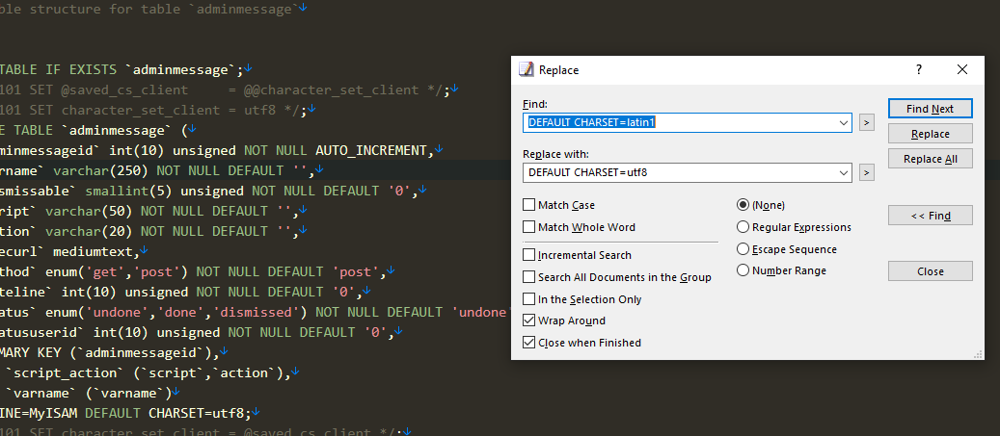 ble structure for table `adminmessage`
TABLE IF EXISTS `adminmessage`;
101 SET @saved_cs_client     = @@character_set_client */;
101 SET character_set_client = utf8 */;
E TABLE `adminmessage` (
minmessageid` int(10) unsigned NOT NULL AUTO_INCREMENT,
rname` varchar(250) NOT NULL DEFAULT '',
smissable` smallint(5) unsigned NOT NULL DEFAULT '0',
ript` varchar(50) NOT NULL DEFAULT '',
tion` varchar(20) NOT NULL DEFAULT '',
ecurl` mediumtext,
thod` enum('get','post') NOT NULL DEFAULT 'post',
teline` int(10) unsigned NOT NULL DEFAULT '0',
atus` enum('undone','done','dismissed') NOT NULL DEFAULT 'undone'
atususerid` int(10) unsigned NOT NULL DEFAULT '0',
MARY KEY (`adminmessageid`),
`script_action` (`script`,`action`),
`varname` (`varname`)
INE=MyISAM DEFAULT CHARSET=utf8;
101 SET character_set_client = @saved_cs_client */;
Replace
?
Find:
DEFAULT CHARSET=latin1
>
Find Next
Replace
Replace with:
DEFAULT CHARSET=utf8
>
Replace All
Match Case
(None)
<< Find
Match Whole Word
Regular Expressions
Incremental Search
Escape Sequence
Search All Documents in the Group
Number Range
Close
In the Selection Only
Wrap Around
Close when Finished